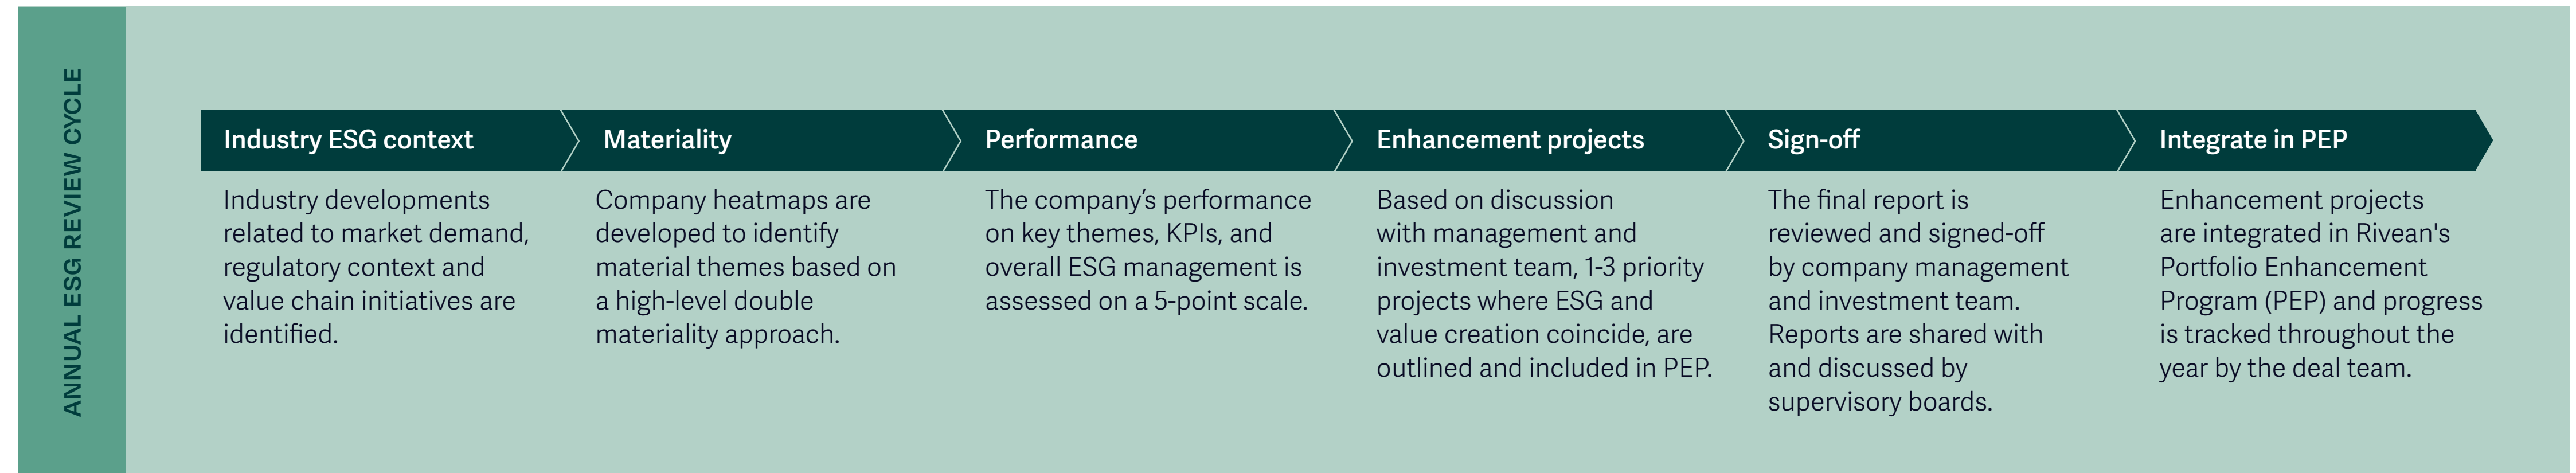 ANNUAL ESG REVIEW CYCLE
Industry ESG context
Industry developments
related to market demand,
regulatory context and
value chain initiatives are
identified.
Materiality
Company heatmaps are
developed to identify
material themes based on
a high-level double
materiality approach.
Performance
The company’s performance
on key themes, KPIs, and
overall ESG management is
assessed on a 5-point scale.
Enhancement projects
Based on discussion
with management and
investment team, 1-3 priority
projects where ESG and
value creation coincide, are
outlined and included in PEP.
Sign-off
The final report is
reviewed and signed-off
by company management
and investment team.
Reports are shared with
and discussed by
supervisory boards.
Integrate in PEP
Enhancement projects
are integrated in Rivean's
Portfolio Enhancement
Program (PEP) and progress
is tracked throughout the
year by the deal team.